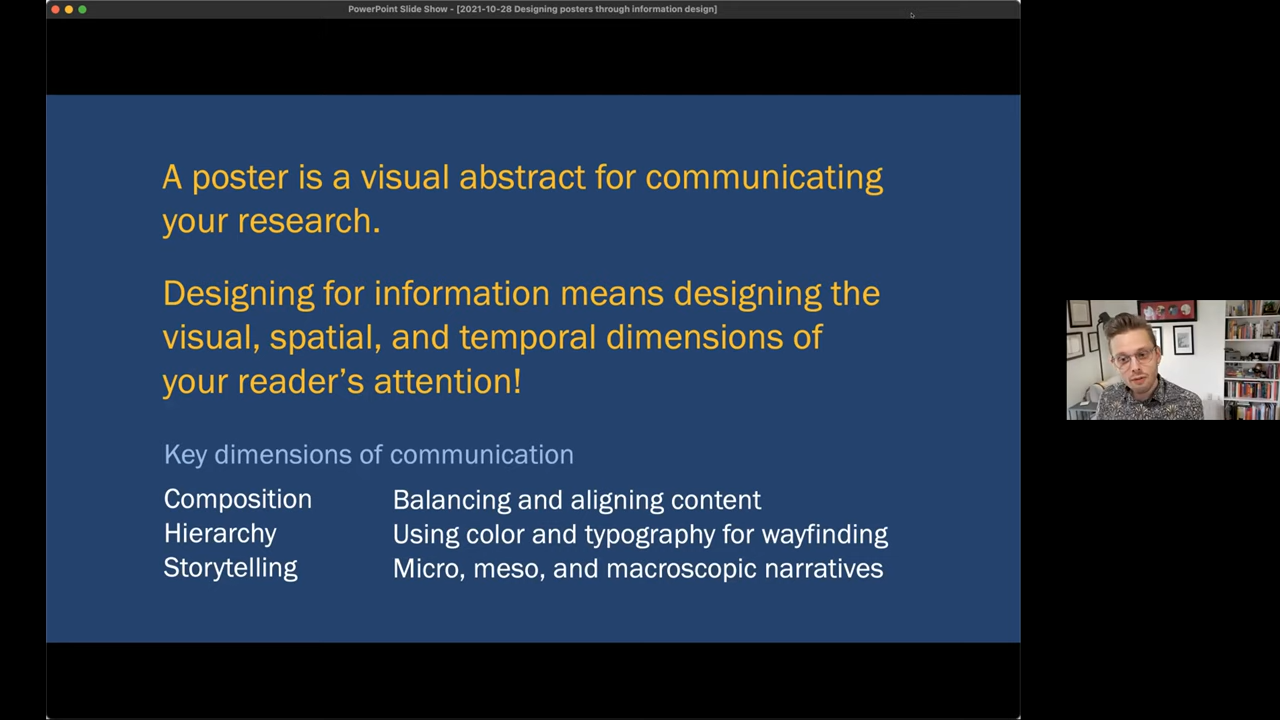 PowerPoint Slide Show - [2021-10-28 Designing posters through information design]
A poster is a visual abstract for communicating
your research.
Designing for information means designing the
visual, spatial, and temporal dimensions of
your reader’s attention!
Key dimensions of communication
Composition Balancing and aligning content
Hierarchy Using color and typography for wayfinding
Storytelling Micro, meso, and macroscopic narratives